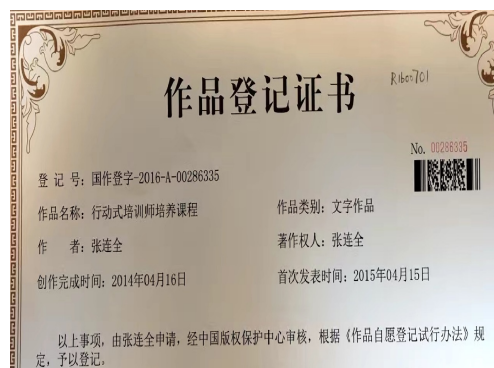 作品登记证书
No. 00286335
登 记 号：国作登字-2016-A-00286335
作品名称：行动式培训师培养课程
作品类别：文字作品
作 者：张连全
著作权人：张连全
创作完成时间：2014年04月16日
首次发表时间：2015年04月15日
以上事项，由张连全申请，经中国版权保护中心审核，根据《作品自愿登记试行办法》规
定，予以登记。